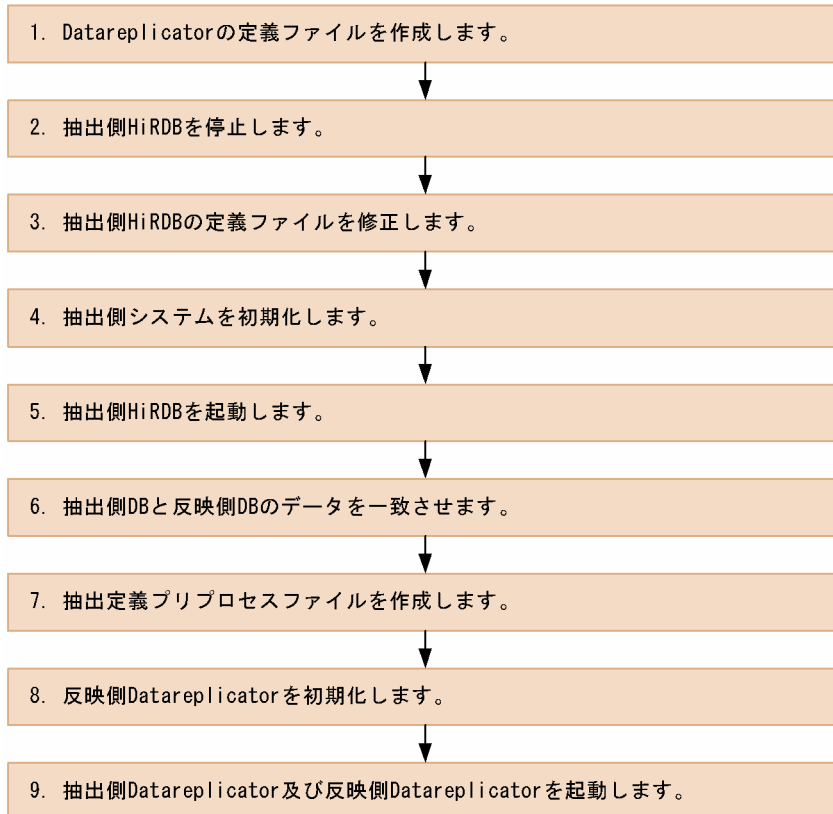 1. Datareplicatorの定義ファイルを作成します。
2. 抽出側HiRDBを停止します。
3. 抽出側HiRDBの定義ファイルを修正します。
4. 抽出側システムを初期化します。
5. 抽出側HiRDBを起動します。
6. 抽出側DBと反映側DBのデータを一致させます。
7. 抽出定義プリプロセスファイルを作成します。
8. 反映側Datareplicatorを初期化します。
9. 抽出側Datareplicator及び反映側Datareplicatorを起動します。